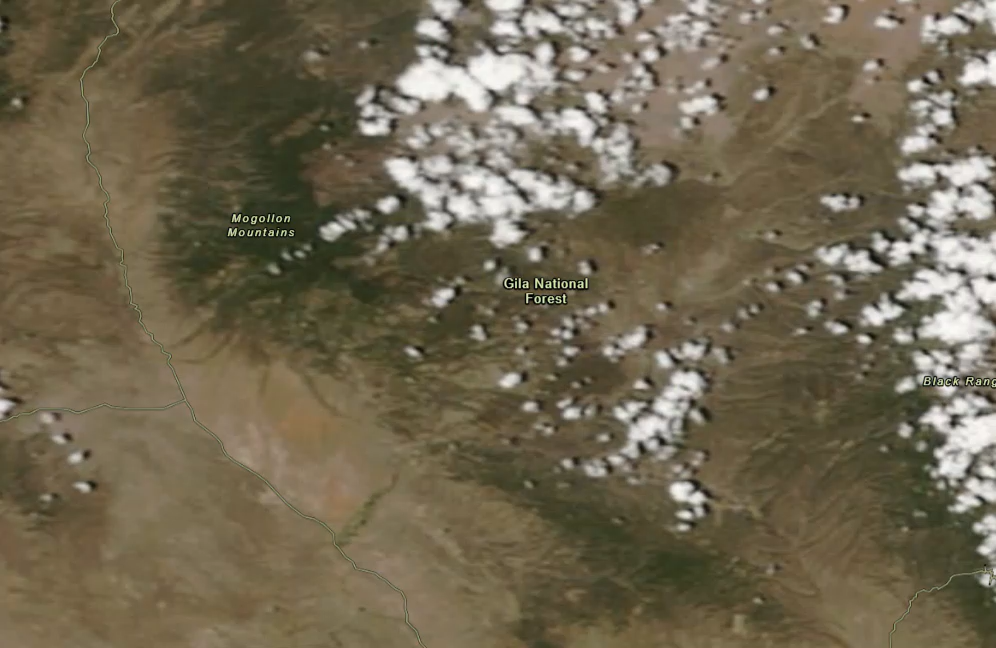 Mogollon
Mountains
Gila National
Forest
Black Rang